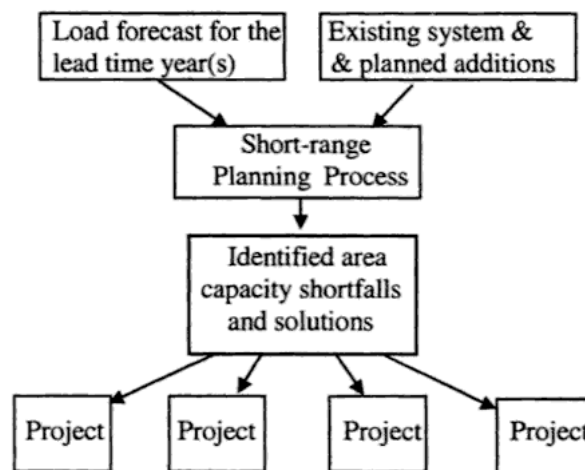 Load forecast for the
lead time year(s)
Existing system &
& planned additions
Short-range
Planning Process
Identified area
capacity shortfalls
and solutions
Project
Project
Project
Project